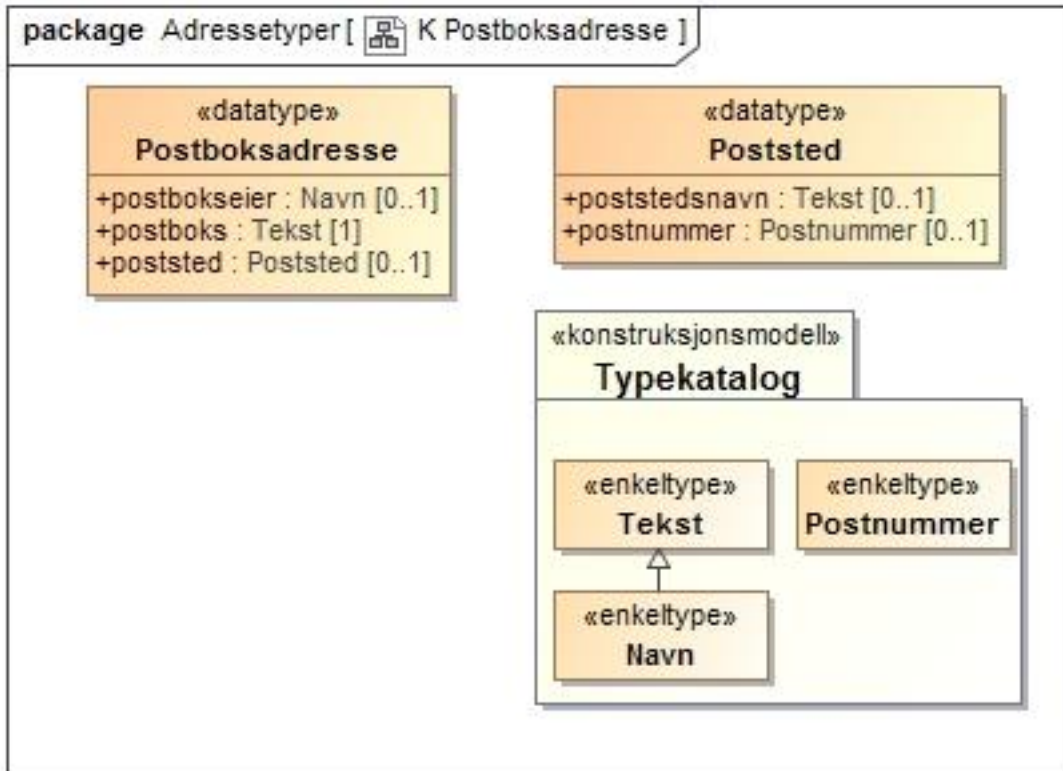 package Adressetyper[ K Postboksadresse ]
«datatype»
Postboksadresse
+postbokseier : Navn [0..1]
+postboks : Tekst [1]
+poststed : Poststed [0..1]
«datatype»
Poststed
+poststedsnavn : Tekst [0..1]
+postnummer : Postnummer [0..1]
«konstruksjonsmodell»
Typekatalog
«enkeltype»
Tekst
«enkeltype»
Postnummer
«enkeltype»
Navn